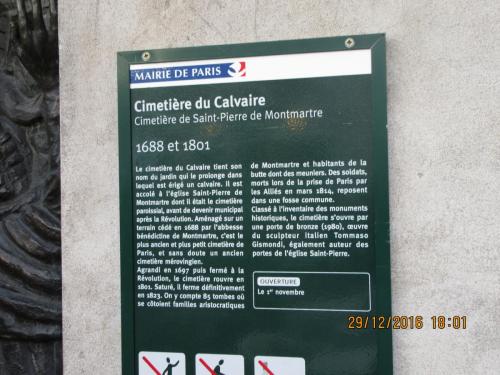 MAIRIE DE PARIS
Cimetière du Calvaire
Cimetière de Saint-Pierre de Montmartre
1688 et 1801
Le cimetière du Calvaire tient son
nom du jardin qui le prolonge dans
lequel est érigé un calvaire. Il est
accolé à l'église Saint-Pierre de
Montmartre dont il était le cimetière
paroissial, avant de devenir municipal
après la Révolution. Aménagé sur un
terrain cédé en 1688 par l'abbesse
bénédictine de Montmartre, c'est le
plus ancien et plus petit cimetière de
Paris, et sans doute un ancien
cimetière mérovingien.
Agrandi en 1697 puis fermé à la
Révolution, le cimetière rouvre en
1801. Saturé, il ferme définitivement
en 1823. On y compte 85 tombes où
se côtoient familles aristocratiques
de Montmartre et habitants de la
butte dont des meuniers. Des soldats,
morts lors de la prise de Paris par
les Alliés en mars 1814, reposent
dans une fosse commune.
Classé à l'inventaire des monuments
historiques, le cimetière s'ouvre par
une porte de bronze (1980), œuvre
du sculpteur italien Tommaso
Gismondi, également auteur des
portes de l'église Saint-Pierre.
OUVERTURE
Le 1er novembre
29/12/2016 18:01